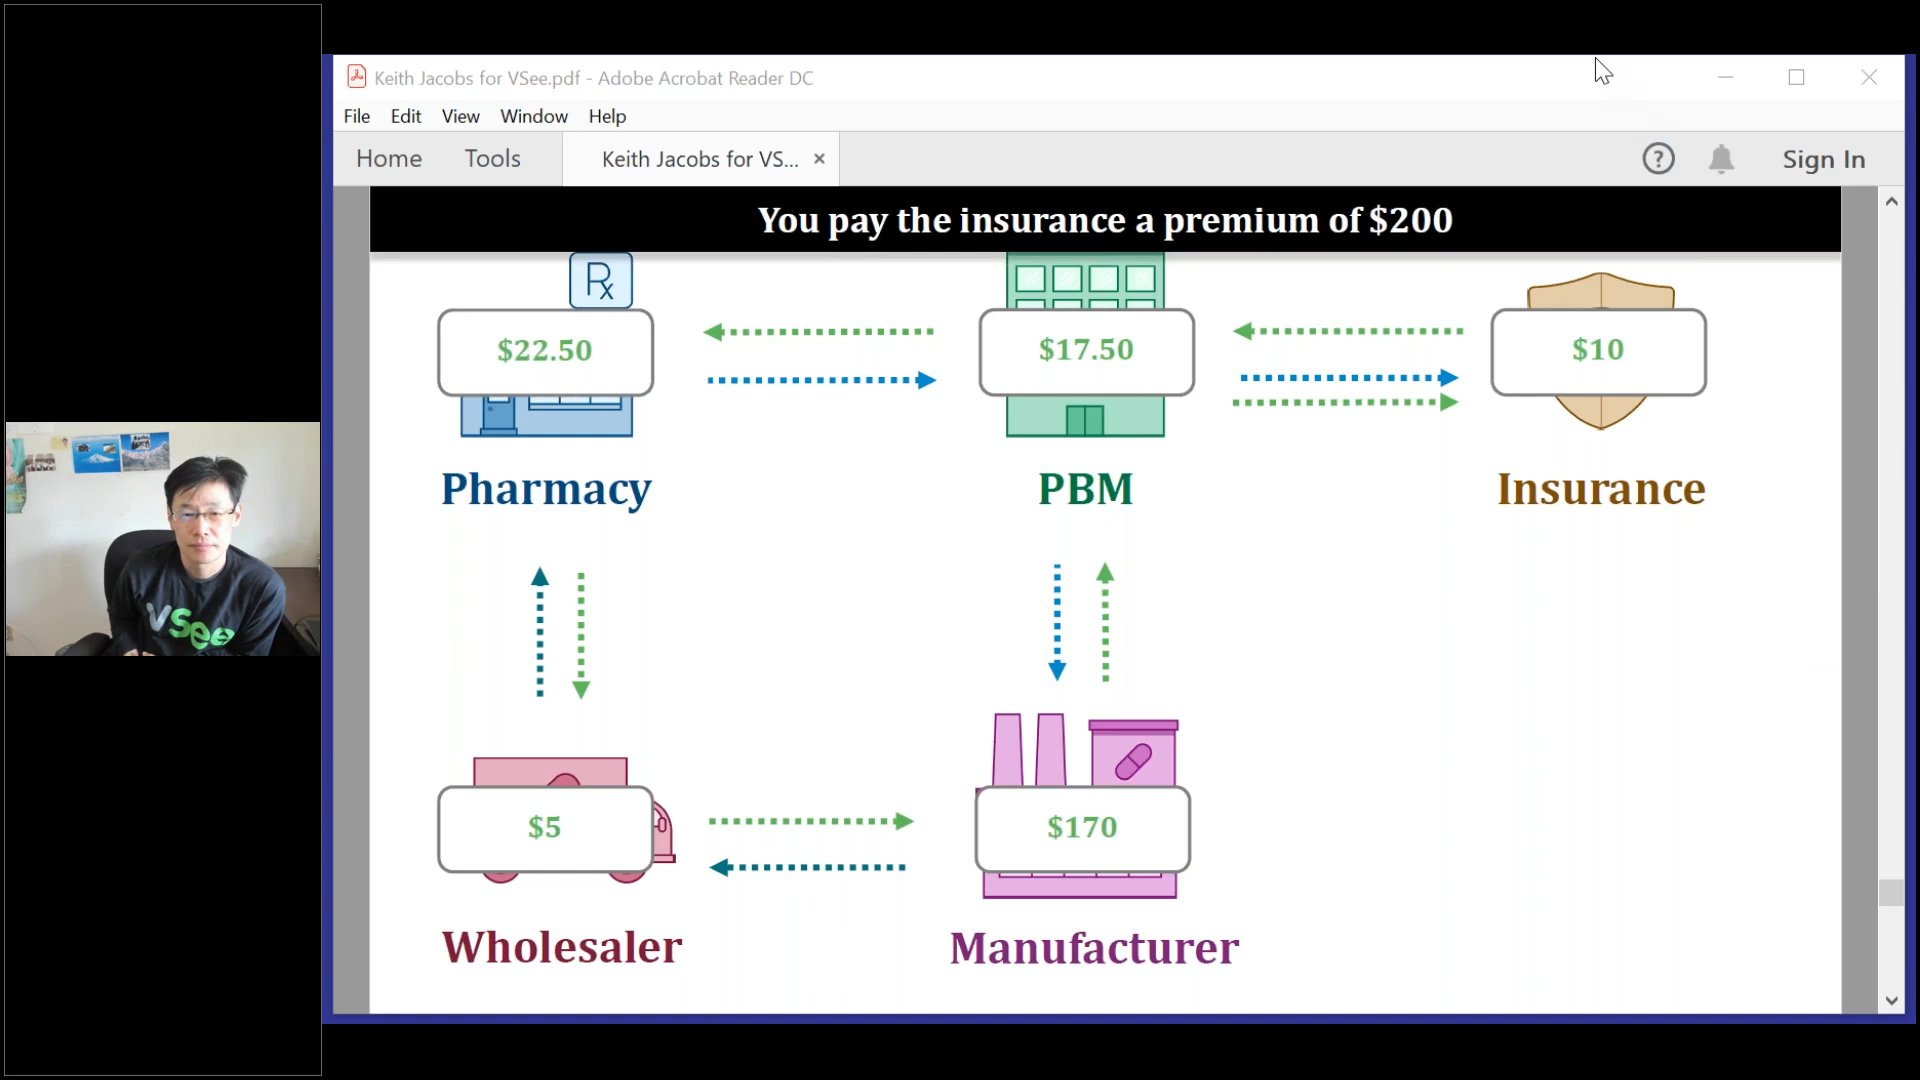 Keith Jacobs for VSee.pdf - Adobe Acrobat Reader DC
File Edit View Window Help
Home Tools Keith Jacobs for VS... × ? Sign In
You pay the insurance a premium of $200
Rx
$22.50 $17.50 $10
Pharmacy PBM Insurance
vsee
$5 $170
Wholesaler Manufacturer